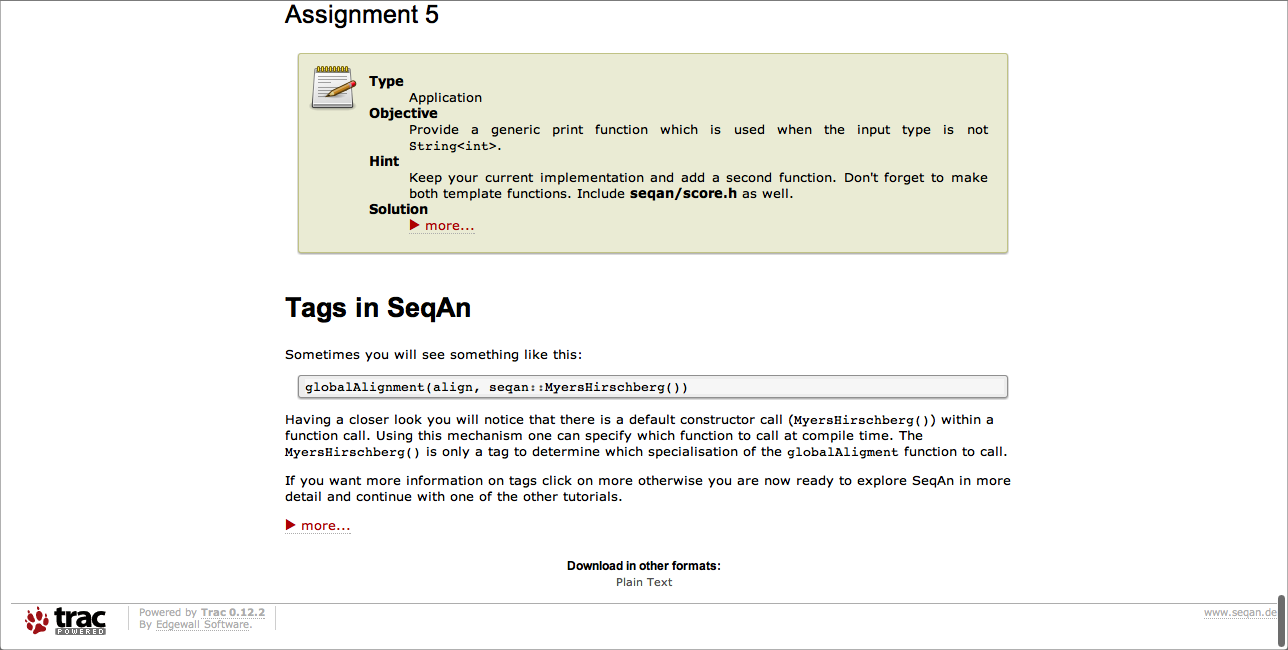 Assignment 5
Type
Application
Objective
Provide a generic print function which is used when the input type is not
String<int>.
Hint
Keep your current implementation and add a second function. Don't forget to make
both template functions. Include seqan/score.h as well.
Solution
more...
Tags in SeqAn
Sometimes you will see something like this:
globalAlignment(align, seqan::MyersHirschberg())
Having a closer look you will notice that there is a default constructor call (MyersHirschberg()) within a
function call. Using this mechanism one can specify which function to call at compile time. The
MyersHirschberg() is only a tag to determine which specialisation of the globalAligment function to call.
If you want more information on tags click on more otherwise you are now ready to explore SeqAn in more
detail and continue with one of the other tutorials.
more...
Download in other formats:
Plain Text
trac
POWERED
Powered by Trac 0.12.2
By Edgewall Software.
www.seqan.de